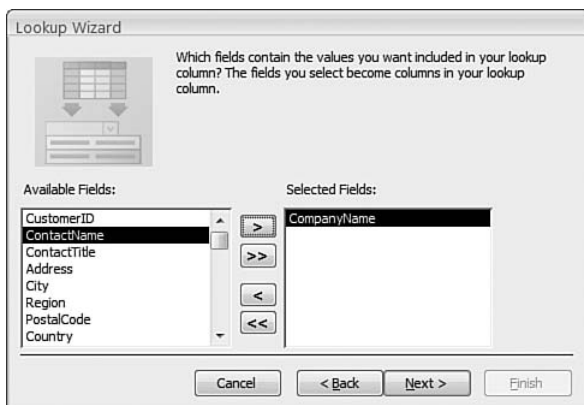 Lookup Wizard
Which fields contain the values you want included in your lookup
column? The fields you select become columns in your lookup
column.
Available Fields:
Selected Fields:
CustomerID
ContactName
ContactTitle
Address
City
Region
PostalCode
Country
>
>>
<
<<
CompanyName
Cancel
< Back
Next >
Finish